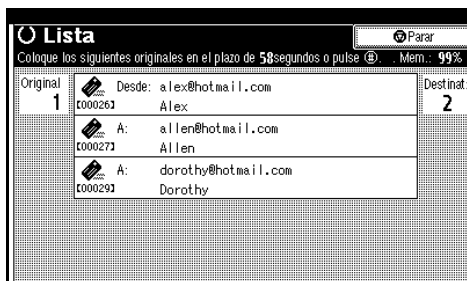 Lista
Parar
Coloque los siguientes originales en el plazo de 58segundos o pulse #. . Mem.: 99%
Original
1
Desde: alex@hotmail.com
[00026]
Alex
Destinat:
2
A: allen@hotmail.com
[00027]
Allen
A: dorothy@hotmail.com
[00029]
Dorothy